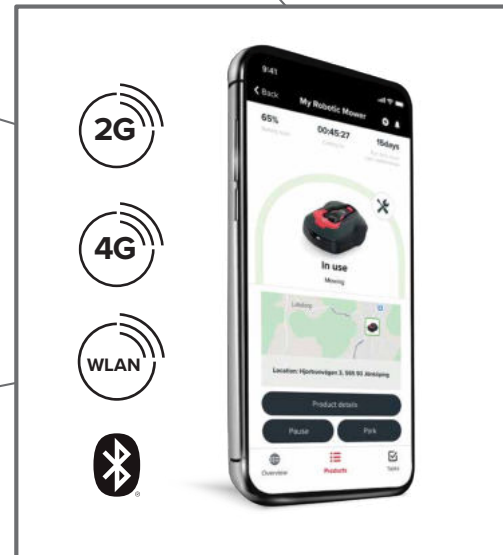 2G
4G
WLAN
9:41
Back
My Robotic Mower
65%
00:45:27
15days
In use
Mowing
Location: Hjortronvägen 3, 565 93 Jönköping
Product details
Pause
Park
Overview
Products
Tasks